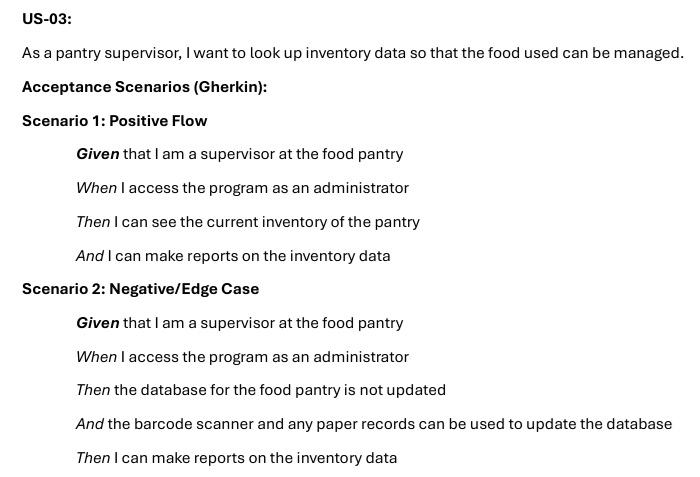 US-03:
As a pantry supervisor, I want to look up inventory data so that the food used can be managed.
Acceptance Scenarios (Gherkin):
Scenario 1: Positive Flow
Given that I am a supervisor at the food pantry
When I access the program as an administrator
Then I can see the current inventory of the pantry
And I can make reports on the inventory data
Scenario 2: Negative/Edge Case
Given that I am a supervisor at the food pantry
When I access the program as an administrator
Then the database for the food pantry is not updated
And the barcode scanner and any paper records can be used to update the database
Then I can make reports on the inventory data